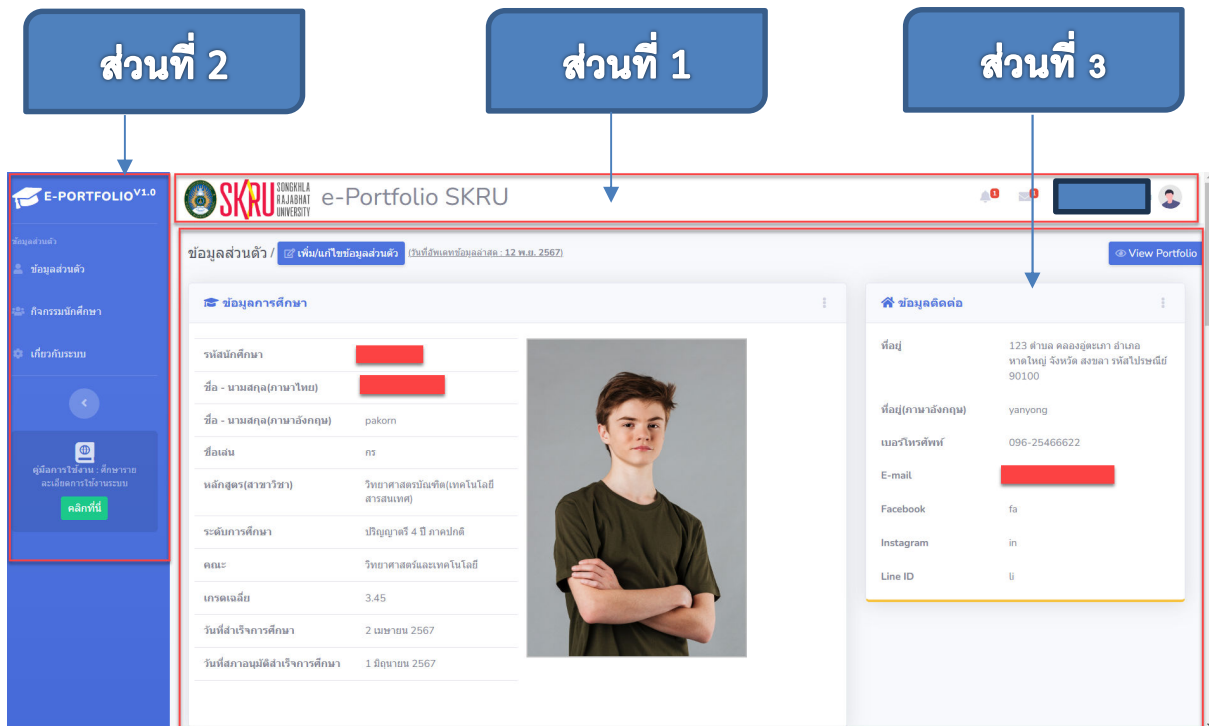 ส่วนที่ 2
ส่วนที่ 1
ส่วนที่ 3
E-PORTFOLIO V1.0
SKRU SONGKHLA RAJABHAT UNIVERSITY
e-Portfolio SKRU
1
1
ข้อมูลส่วนตัว
ข้อมูลส่วนตัว
กิจกรรมนักศึกษา
เกี่ยวกับระบบ
คู่มือการใช้งาน : ศึกษาราย
ละเอียดการใช้งานระบบ
คลิกที่นี่
ข้อมูลส่วนตัว / เพิ่ม/แก้ไขข้อมูลส่วนตัว (วันที่อัพเดทข้อมูลล่าสุด : 12 พ.ย. 2567)
View Portfolio
ข้อมูลการศึกษา
รหัสนักศึกษา
ชื่อ - นามสกุล(ภาษาไทย)
ชื่อ - นามสกุล(ภาษาอังกฤษ) pakorn
ชื่อเล่น กร
หลักสูตร(สาขาวิชา) วิทยาศาสตรบัณฑิต(เทคโนโลยี
สารสนเทศ)
ระดับการศึกษา ปริญญาตรี 4 ปี ภาคปกติ
คณะ วิทยาศาสตร์และเทคโนโลยี
เกรดเฉลี่ย 3.45
วันที่สำเร็จการศึกษา 2 เมษายน 2567
วันที่สภาอนุมัติสำเร็จการศึกษา 1 มิถุนายน 2567
ข้อมูลติดต่อ
ที่อยู่ 123 ตำบล คลองอู่ตะเภา อำเภอ
หาดใหญ่ จังหวัด สงขลา รหัสไปรษณีย์
90100
ที่อยู่(ภาษาอังกฤษ) yanyong
เบอร์โทรศัพท์ 096-25466622
E-mail
Facebook fa
Instagram in
Line ID li